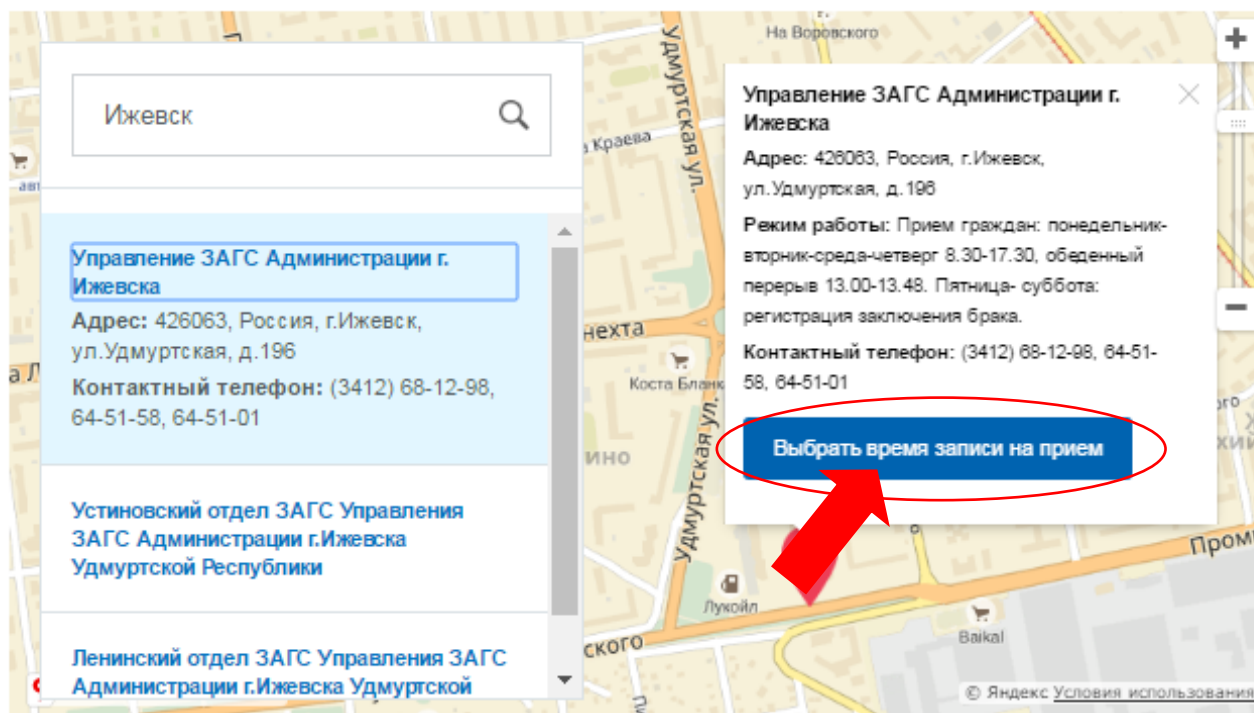 Ижевск
Управление ЗАГС Администрации г.
Ижевска
Адрес: 426063, Россия, г.Ижевск,
ул.Удмуртская, д.196
Контактный телефон: (3412) 68-12-98,
64-51-58, 64-51-01
Устиновский отдел ЗАГС Управления
ЗАГС Администрации г.Ижевска
Удмуртской Республики
Ленинский отдел ЗАГС Управления ЗАГС
Администрации г.Ижевска Удмуртской
Управление ЗАГС Администрации г.
Ижевска
Адрес: 426063, Россия, г.Ижевск,
ул.Удмуртская, д.196
Режим работы: Прием граждан: понедельник-
вторник-среда-четверг 8.30-17.30, обеденный
перерыв 13.00-13.48. Пятница- суббота:
регистрация заключения брака.
Контактный телефон: (3412) 68-12-98, 64-51-
58, 64-51-01
Выбрать время записи на прием
На Воровского
Удмуртская ул.
Краева
нехта
Коста Бланк
Удмуртская ул.
ино
Удмуртская
Лукойл
ского
Baikal
Пром
© Яндекс Условия использования